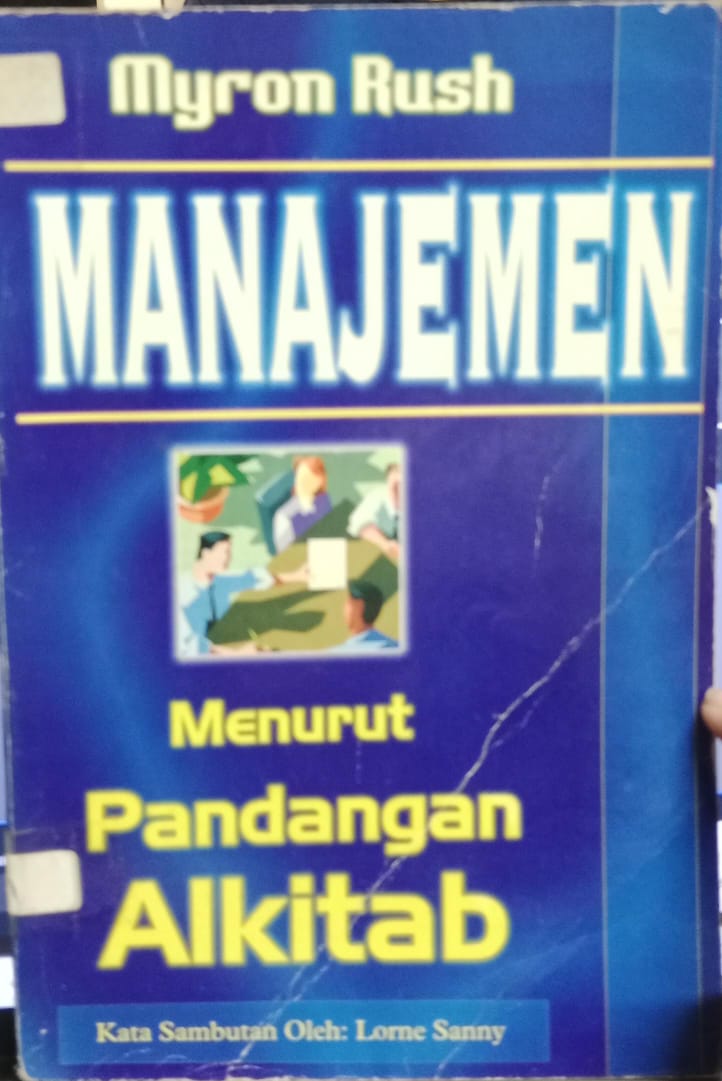 Myron Rush
MANAJEMEN
Menurut
Pandangan
Alkitab
Kata Sambutan Oleh: Lorne Sanny